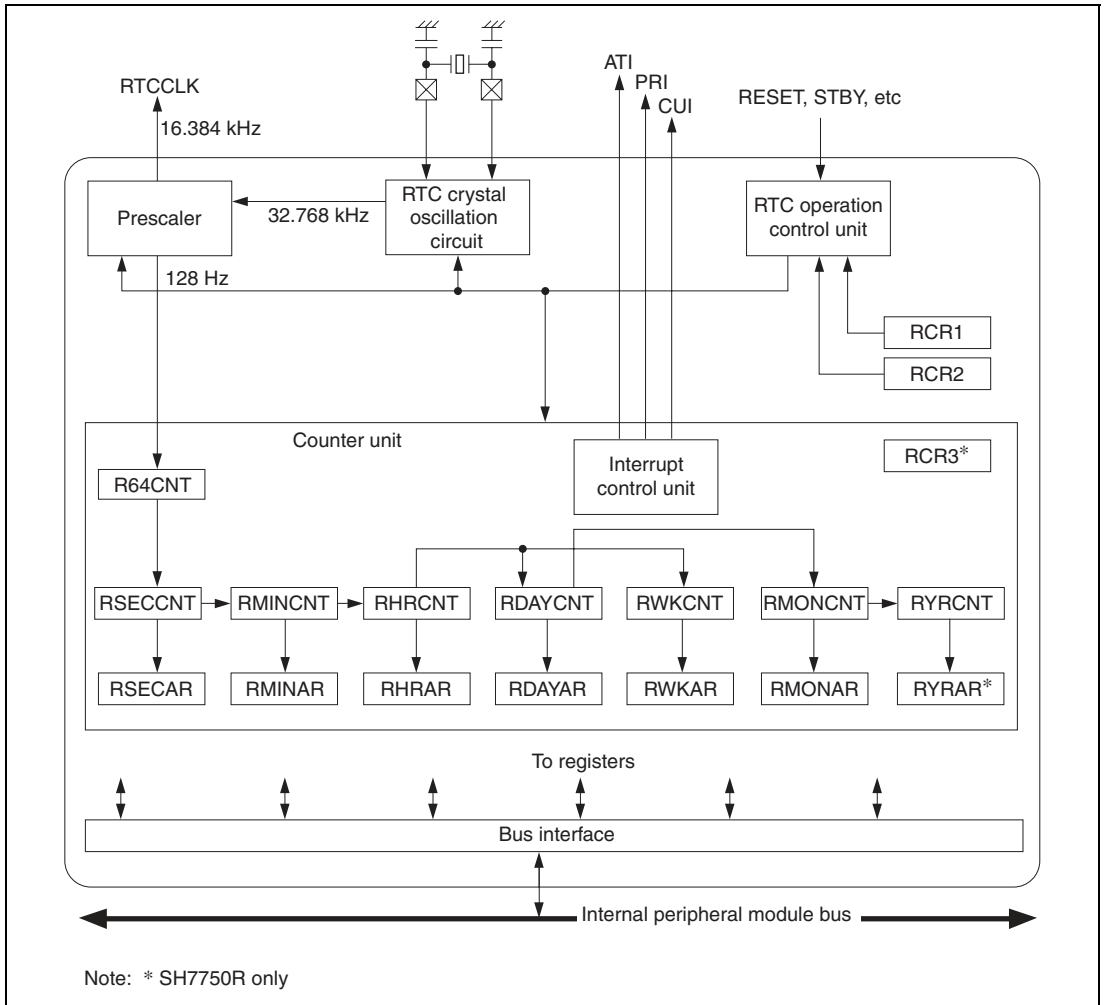 RTCCLK
16.384 kHz
ATI
PRI
CUI
RESET, STBY, etc
Prescaler
32.768 kHz
RTC crystal
oscillation
circuit
RTC operation
control unit
128 Hz
RCR1
RCR2
Counter unit
Interrupt
control unit
RCR3*
R64CNT
RSECCNT
RMINCNT
RHRCNT
RDAYCNT
RWKCNT
RMONCNT
RYRCNT
RSECAR
RMINAR
RHRAR
RDAYAR
RWKAR
RMONAR
RYRAR*
To registers
Bus interface
Internal peripheral module bus
Note: * SH7750R only